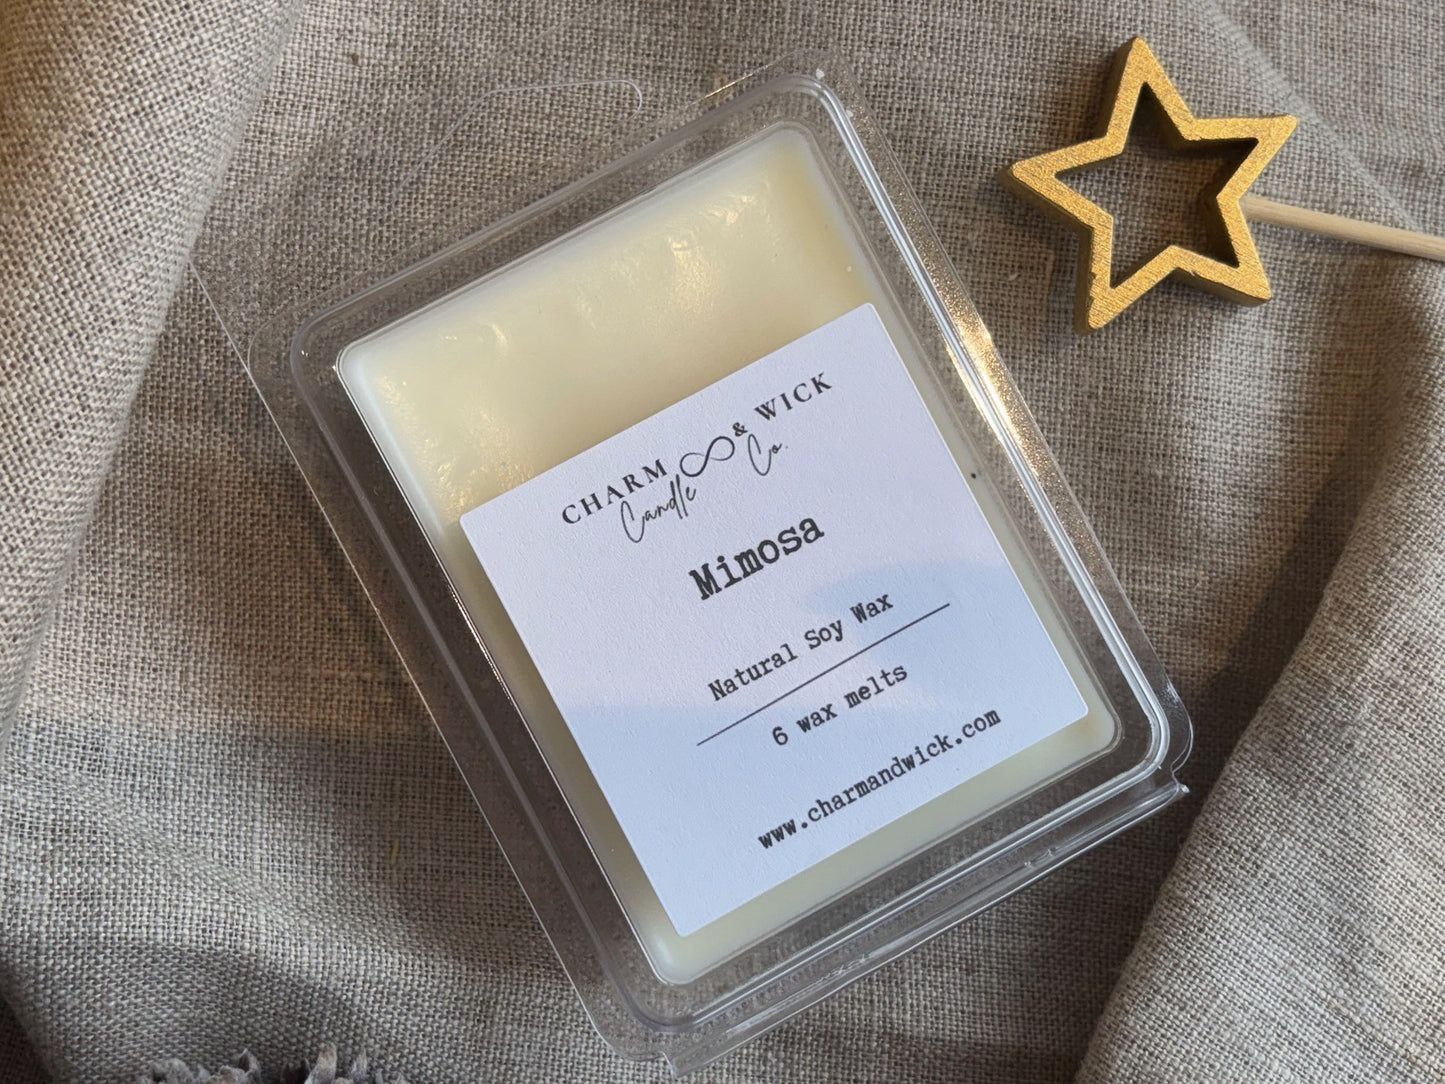 CHARM & WICK
Candle Co.
Mimosa
Natural Soy Wax
6 wax melts
www.charmandwick.com